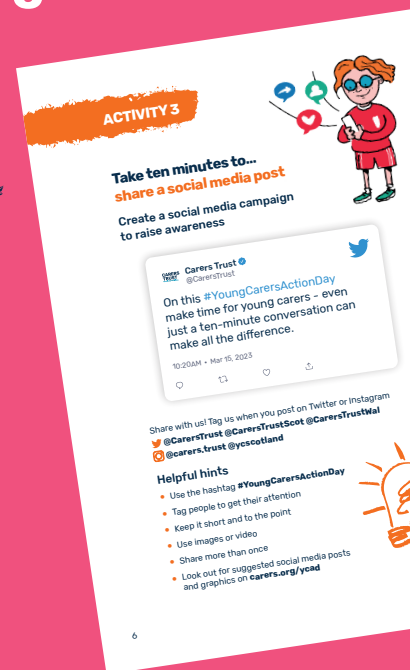 ACTIVITY 3
Take ten minutes to...
share a social media post
Create a social media campaign
to raise awareness
CARERS TRUST
Carers Trust
@CarersTrust
On this #YoungCarersActionDay
make time for young carers – even
just a ten-minute conversation can
make all the difference.
10:20AM • Mar 15, 2023
Share with us! Tag us when you post on Twitter or Instagram
@CarersTrust @CarersTrustScot @CarersTrustWal
@carers.trust @ycscotland
Helpful hints
• Use the hashtag #YoungCarersActionDay
• Tag people to get their attention
• Keep it short and to the point
• Use images or video
• Share more than once
• Look out for suggested social media posts
and graphics on carers.org/ycad
6